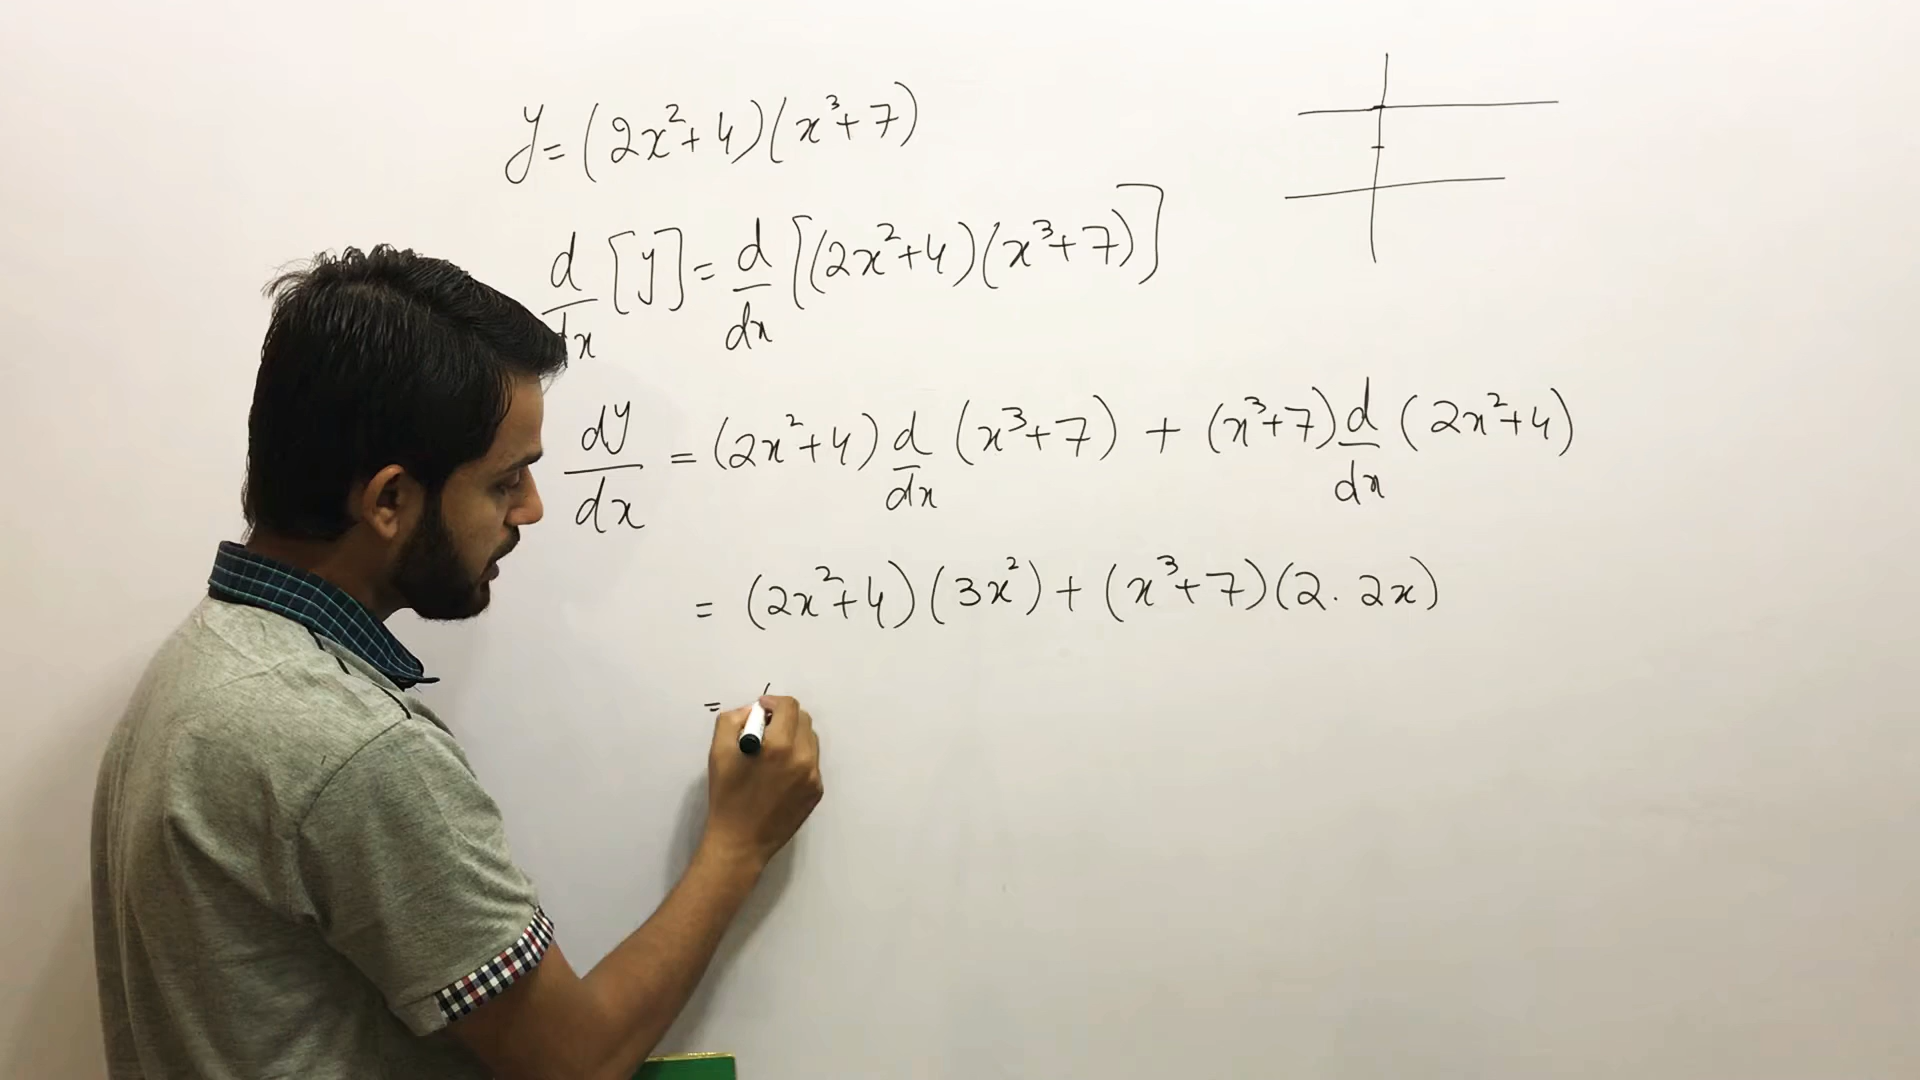 y = (2x²+4)(x³+7)
d/dx [y] = d/dx [(2x²+4)(x³+7)]
dy/dx = (2x²+4) d/dx (x³+7) + (x³+7) d/dx (2x²+4)
= (2x²+4)(3x²) + (x³+7)(2·2x)
= (